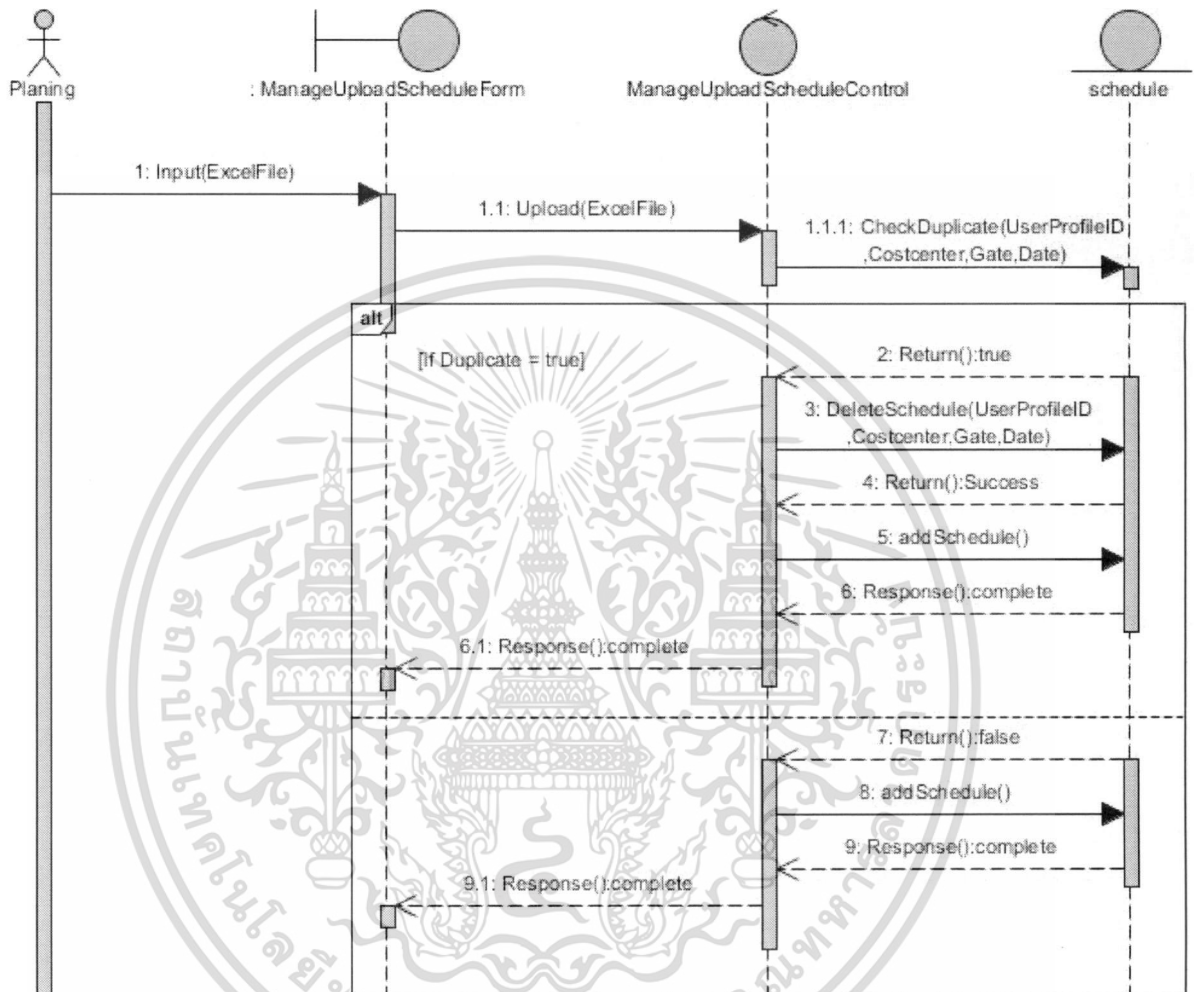 Planing
: ManageUploadScheduleForm
ManageUploadScheduleControl
schedule
1: Input(ExcelFile)
1.1: Upload(ExcelFile)
1.1.1: CheckDuplicate(UserProfileID
,Costcenter,Gate,Date)
alt
[If Duplicate = true]
2: Return():true
3: DeleteSchedule(UserProfileID
,Costcenter,Gate,Date)
4: Return():Success
5: addSchedule()
6: Response():complete
6.1: Response():complete
7: Return():false
8: addSchedule()
9: Response():complete
9.1: Response():complete